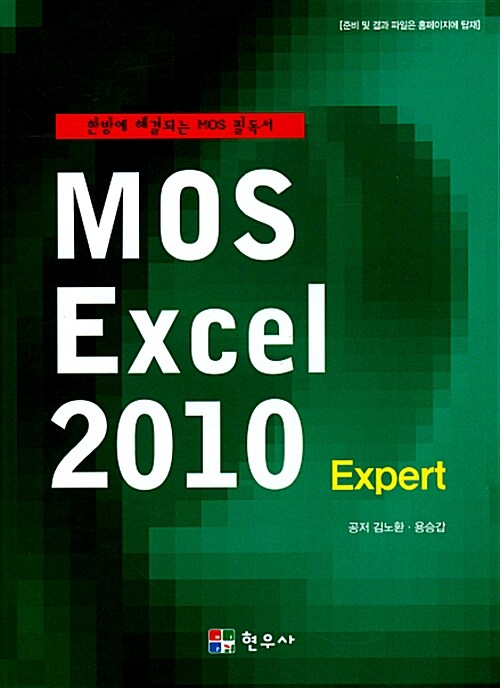 [준비 및 결과 파일은 홈페이지에 탑재]
한방에 해결되는 MOS 필독서
MOS
Excel
2010
Expert
공저 김노환 · 용승갑
현우사